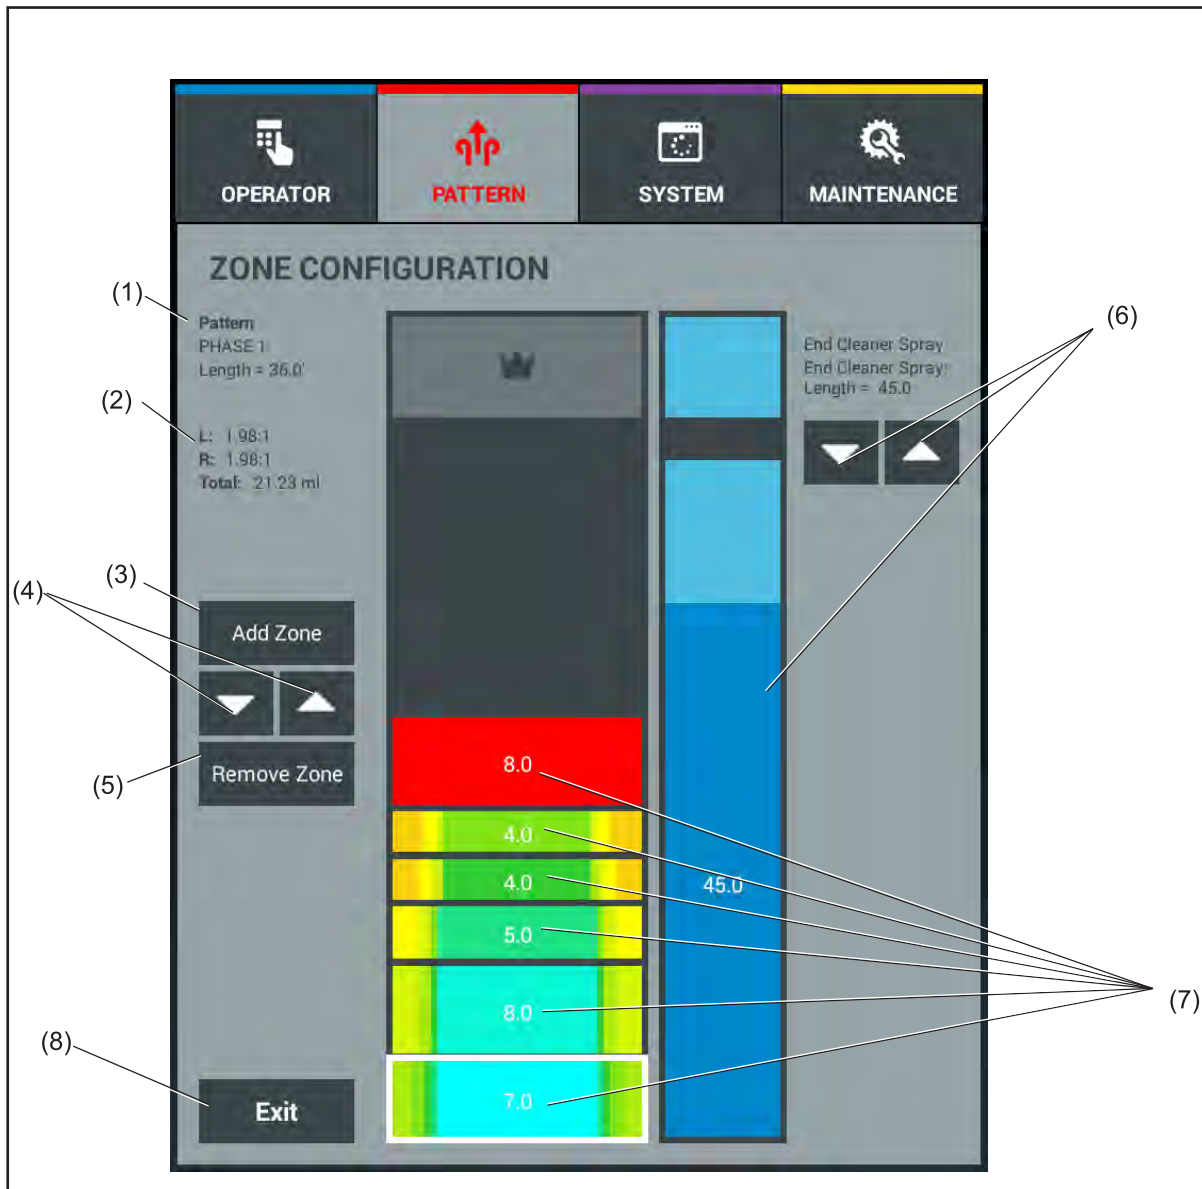 OPERATOR
PATTERN
SYSTEM
MAINTENANCE
ZONE CONFIGURATION
(1)
Pattern
PHASE 1
Length = 36.0'
(2)
L: 1.98:1
R: 1.98:1
Total: 21.23 ml
(3)
Add Zone
(4)
(5)
Remove Zone
(8)
Exit
8.0
4.0
4.0
5.0
8.0
7.0
45.0
End Cleaner Spray
End Cleaner Spray:
Length = 45.0
(6)
(7)